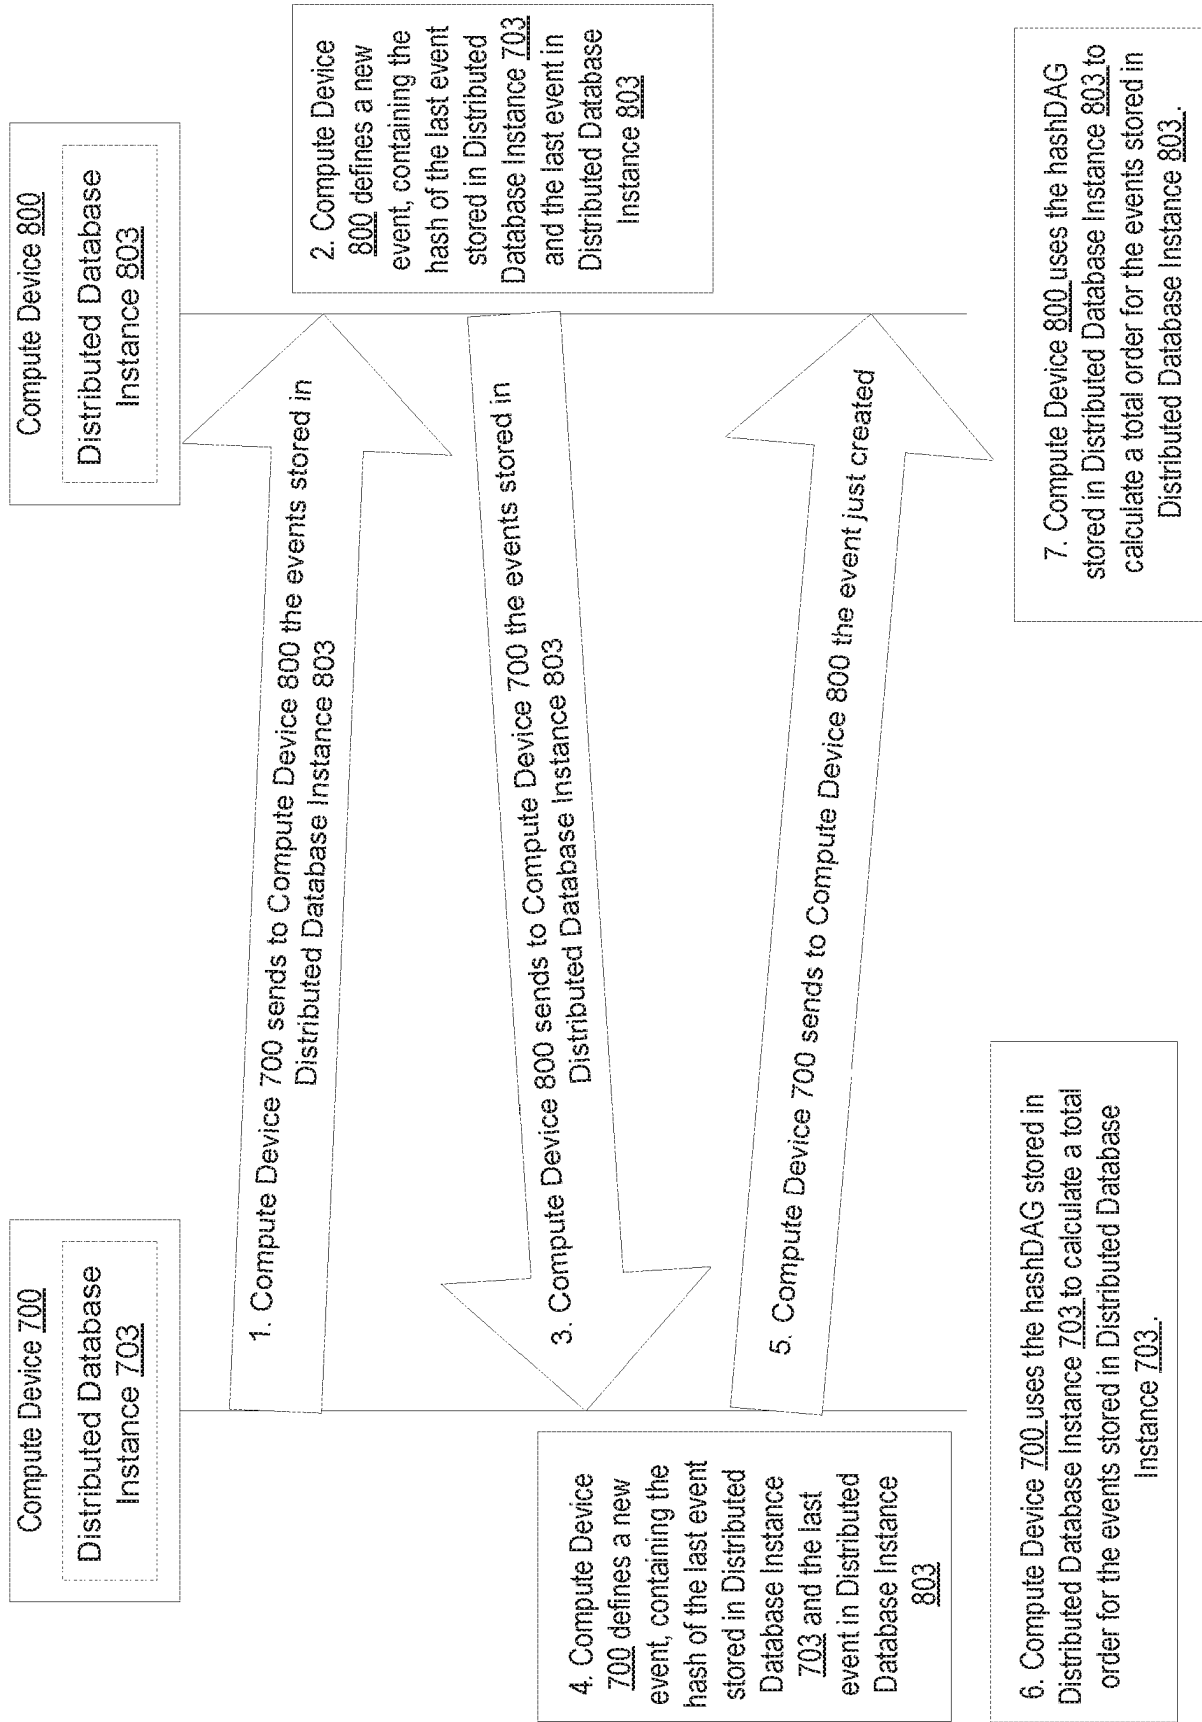 Compute Device 700
Distributed Database
Instance 703
Compute Device 800
Distributed Database
Instance 803
1. Compute Device 700 sends to Compute Device 800 the events stored in
Distributed Database Instance 803
2. Compute Device
800 defines a new
event, containing the
hash of the last event
stored in Distributed
Database Instance 703
and the last event in
Distributed Database
Instance 803
3. Compute Device 800 sends to Compute Device 700 the events stored in
Distributed Database Instance 803
4. Compute Device
700 defines a new
event, containing the
hash of the last event
stored in Distributed
Database Instance
703 and the last
event in Distributed
Database Instance
803
5. Compute Device 700 sends to Compute Device 800 the event just created
6. Compute Device 700 uses the hashDAG stored in
Distributed Database Instance 703 to calculate a total
order for the events stored in Distributed Database
Instance 703 .
7. Compute Device 800 uses the hashDAG
stored in Distributed Database Instance 803 to
calculate a total order for the events stored in
Distributed Database Instance 803 .